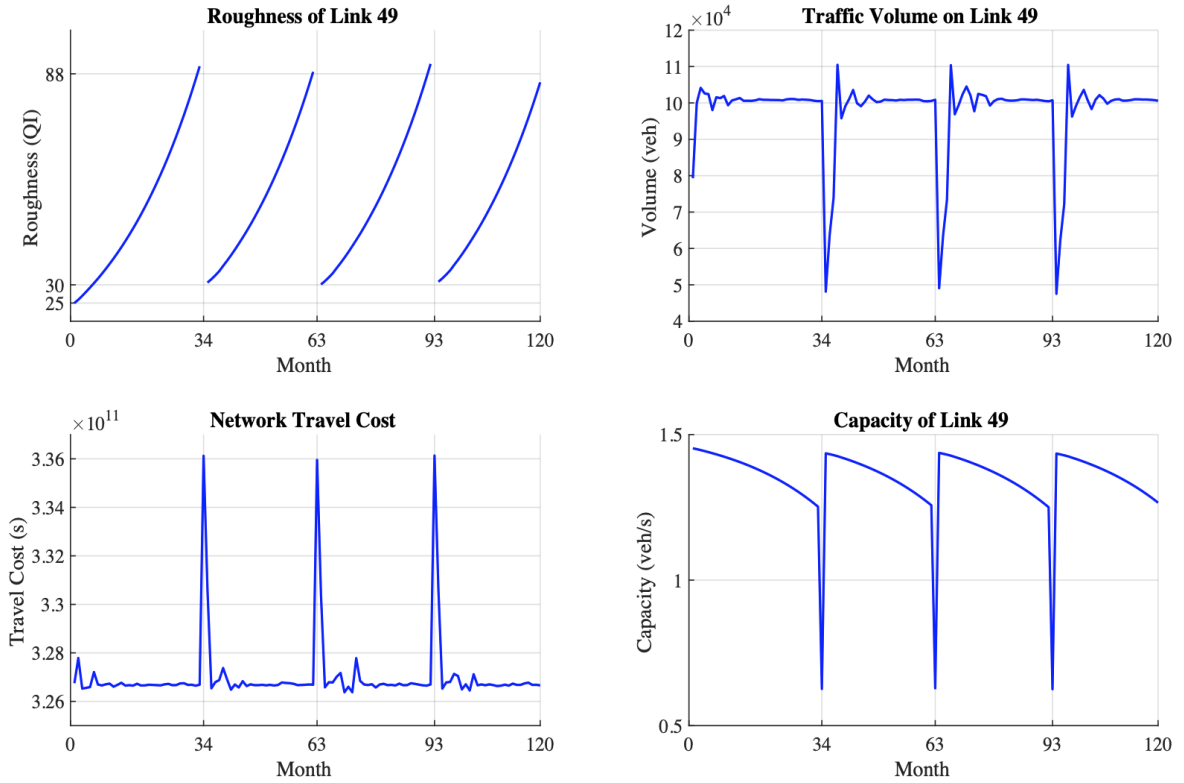 Roughness of Link 49
88
30
25
Roughness (QI)
0 34 63 93 120
Month
Traffic Volume on Link 49
×10⁴
12
11
10
9
8
7
6
5
4
Volume (veh)
0 34 63 93 120
Month
Network Travel Cost
×10¹¹
3.36
3.34
3.32
3.3
3.28
3.26
Travel Cost (s)
0 34 63 93 120
Month
Capacity of Link 49
1.5
1
0.5
Capacity (veh/s)
0 34 63 93 120
Month